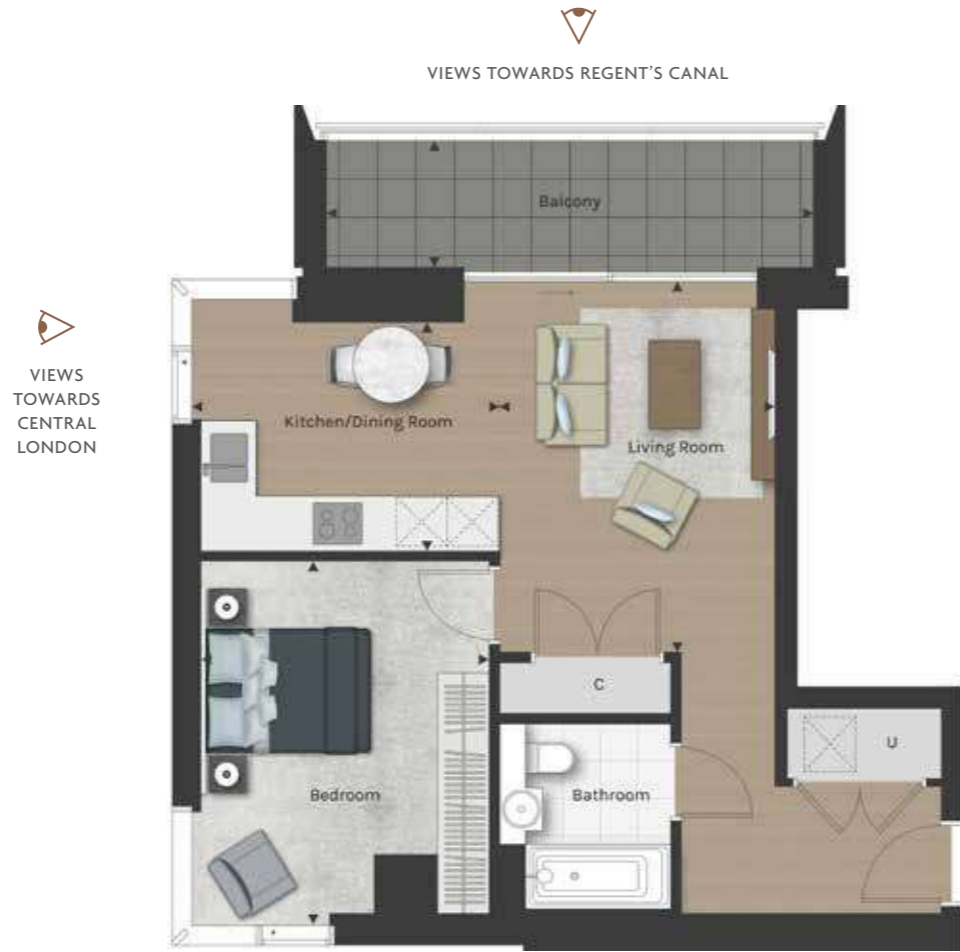 VIEWS TOWARDS REGENT'S CANAL
Balcony
VIEWS
TOWARDS
CENTRAL
LONDON
Kitchen/Dining Room
Living Room
C
U
Bedroom
Bathroom